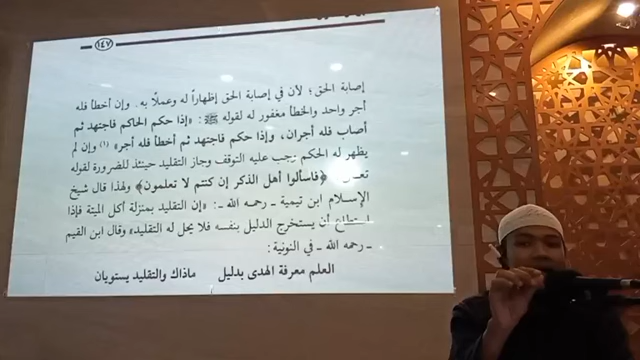 ١٤٧
إصابة الحق؛ لأن في إصابة الحق إظهاراً له وعملاً به. وإن أخطأ فله
أجر واحد والخطأ مغفور له لقوله ﷺ: «إذا حكم الحاكم فاجتهد ثم
أصاب فله أجران، وإذا حكم فاجتهد ثم أخطأ فله أجر» (١) وإن لم
يظهر له الحكم وجب عليه التوقف وجاز التقليد حينئذ للضرورة لقوله
﴿فاسألوا أهل الذكر إن كنتم لا تعلمون﴾ ولهذا قال شيخ
الإسلام ابن تيمية ـ رحمه الله ـ: «إن التقليد بمنزلة أكل الميتة فإذا
استطاع أن يستخرج الدليل بنفسه فلا يحل له التقليد» وقال ابن القيم
ـ رحمه الله ـ في النونية:
العلم معرفة الهدى بدليل ماذاك والتقليد يستويان